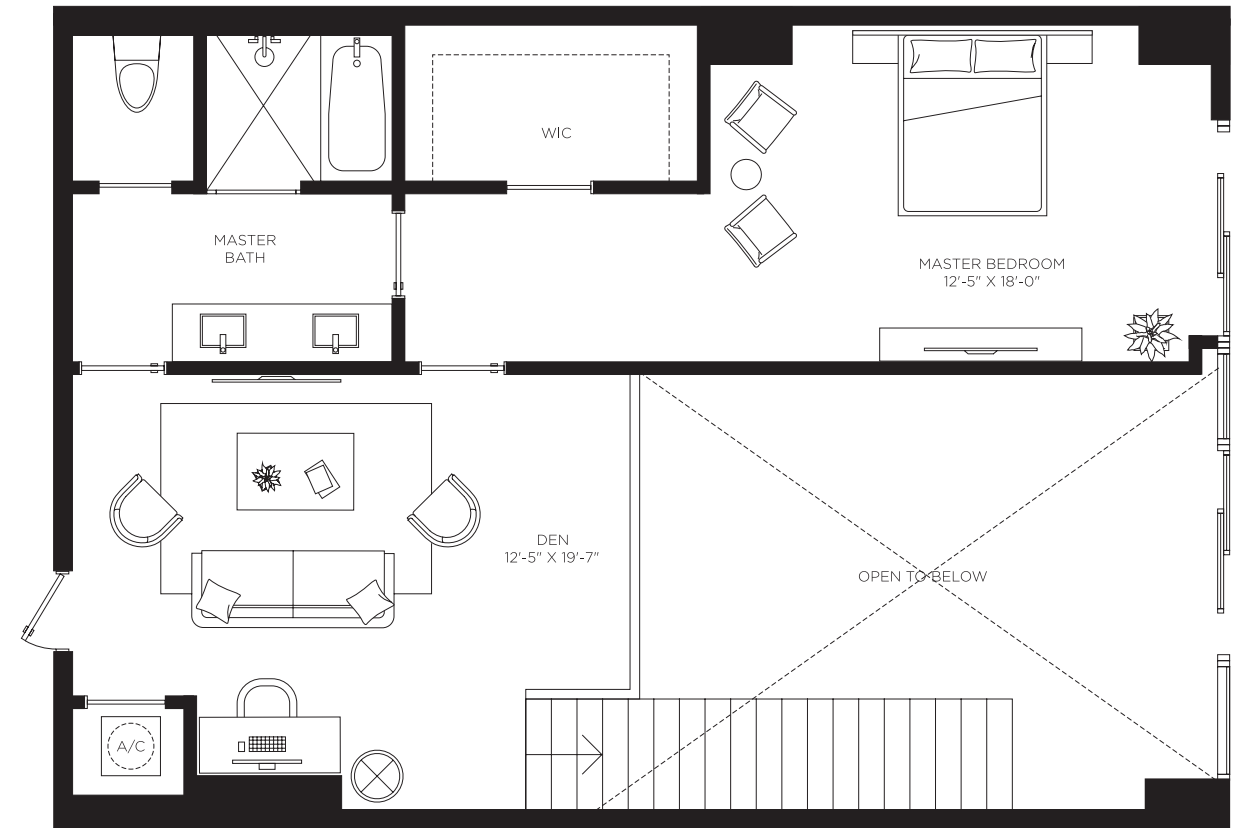 WIC
MASTER
BATH
MASTER BEDROOM
12'-5" X 18'-0"
DEN
12'-5" X 19'-7"
OPEN TO BELOW
A/C